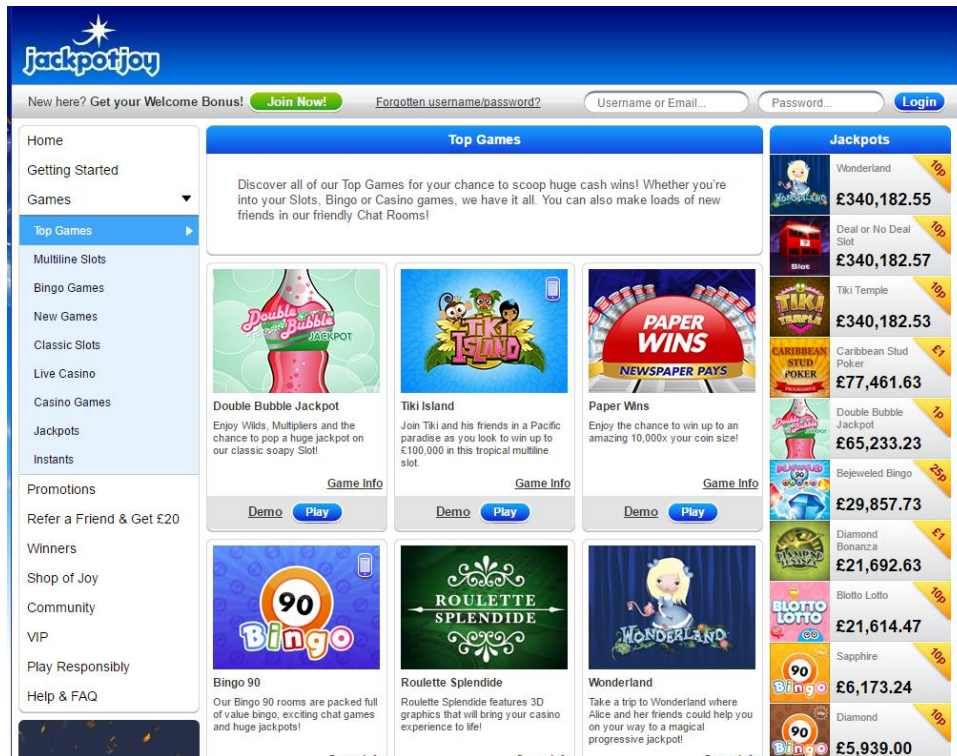 jackpotjoy
New here? Get your Welcome Bonus! Join Now! Forgotten username/password? Username or Email... Password... Login
Home
Getting Started
Games
Top Games
Multiline Slots
Bingo Games
New Games
Classic Slots
Live Casino
Casino Games
Jackpots
Instants
Promotions
Refer a Friend & Get £20
Winners
Shop of Joy
Community
VIP
Play Responsibly
Help & FAQ
Top Games
Discover all of our Top Games for your chance to scoop huge cash wins! Whether you're
into your Slots, Bingo or Casino games, we have it all. You can also make loads of new
friends in our friendly Chat Rooms!
Double
Bubble
JACKPOT
Double Bubble Jackpot
Enjoy Wilds, Multipliers and the
chance to pop a huge jackpot on
our classic soapy Slot!
Game Info
Demo Play
TIKI
ISLAND
Tiki Island
Join Tiki and his friends in a Pacific
paradise as you look to win up to
£100,000 in this tropical multiline
slot.
Game Info
Demo Play
PAPER
WINS
NEWSPAPER PAYS
Paper Wins
Enjoy the chance to win up to an
amazing 10,000x your coin size!
Game Info
Demo Play
90
Bingo
Bingo 90
Our Bingo 90 rooms are packed full
of value bingo, exciting chat games
and huge jackpots!
ROULETTE
SPLENDIDE
Roulette Splendide
Roulette Splendide features 3D
graphics that will bring your casino
experience to life!
WONDERLAND
Wonderland
Take a trip to Wonderland where
Alice and her friends could help you
on your way to a magical
progressive jackpot!
Jackpots
WONDERLAND
Wonderland
10p
£340,182.55
Slot
Deal or No Deal
Slot
10p
£340,182.57
TIKI
TEMPLE
Tiki Temple
10p
£340,182.53
CARIBBEAN
STUD
POKER
PROGRESSIVE
Caribbean Stud
Poker
£1
£77,461.63
Double Bubble
Jackpot
1p
£65,233.23
BEJEWELED
90
Bejeweled Bingo
25p
£29,857.73
DIAMOND
BONANZA
Diamond
Bonanza
£1
£21,692.63
BLOTTO
LOTTO
Blotto Lotto
10p
£21,614.47
90
Bingo
Sapphire
10p
£6,173.24
90
Bingo
Diamond
10p
£5,939.00